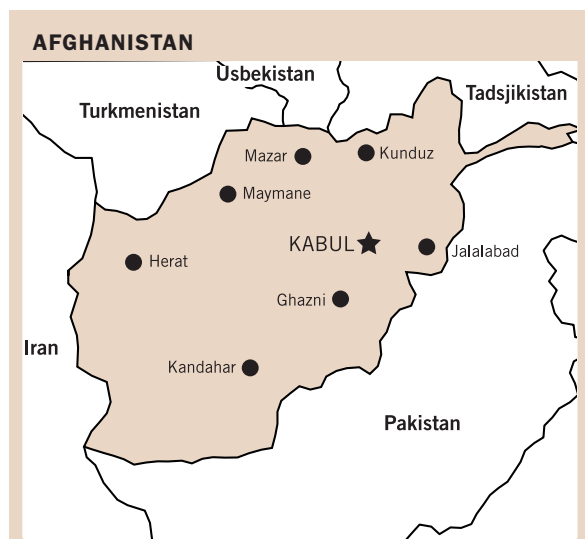 AFGHANISTAN
Usbekistan
Tadsjikistan
Turkmenistan
Mazar
Kunduz
Maymane
KABUL
Jalalabad
Herat
Ghazni
Iran
Kandahar
Pakistan